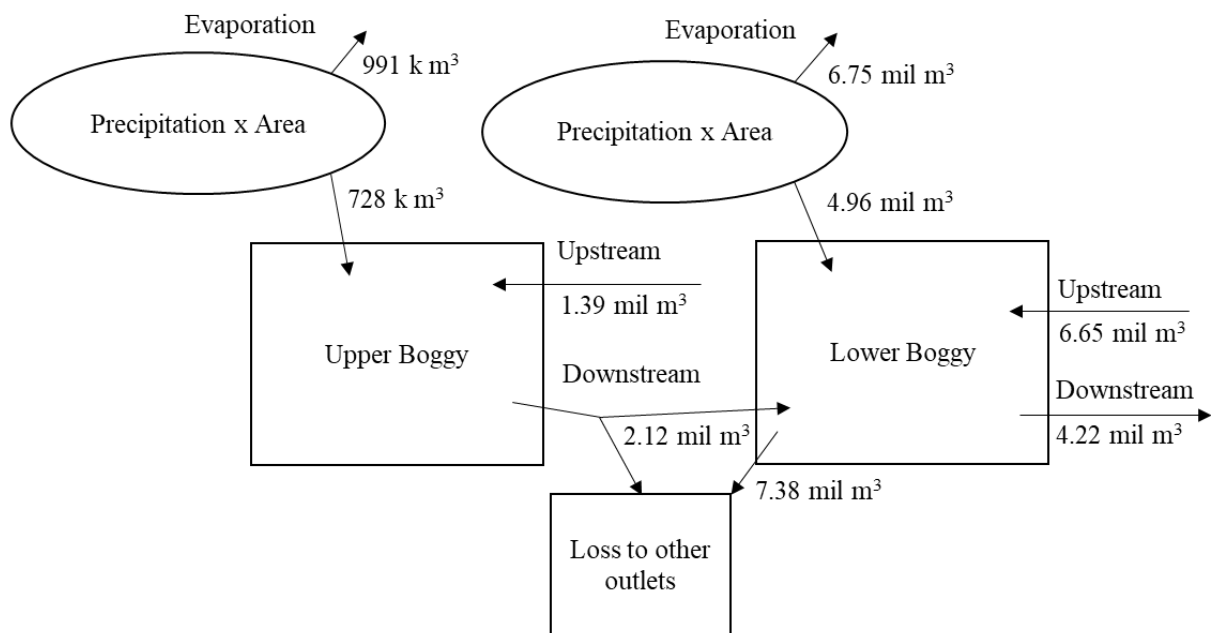 Evaporation
991 k m³
Precipitation x Area
728 k m³
Evaporation
6.75 mil m³
Precipitation x Area
4.96 mil m³
Upper Boggy
Upstream
1.39 mil m³
Downstream
2.12 mil m³
Lower Boggy
Upstream
6.65 mil m³
Downstream
4.22 mil m³
7.38 mil m³
Loss to other
outlets